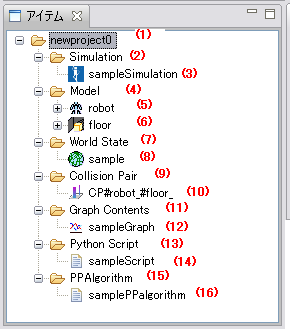 アイテム
newproject0 (1)
Simulation (2)
sampleSimulation (3)
Model (4)
robot (5)
floor (6)
World State (7)
sample (8)
Collision Pair (9)
CP#robot_#floor_ (10)
Graph Contents (11)
sampleGraph (12)
Python Script (13)
sampleScript (14)
PPAlgorithm (15)
samplePPalgorithm (16)